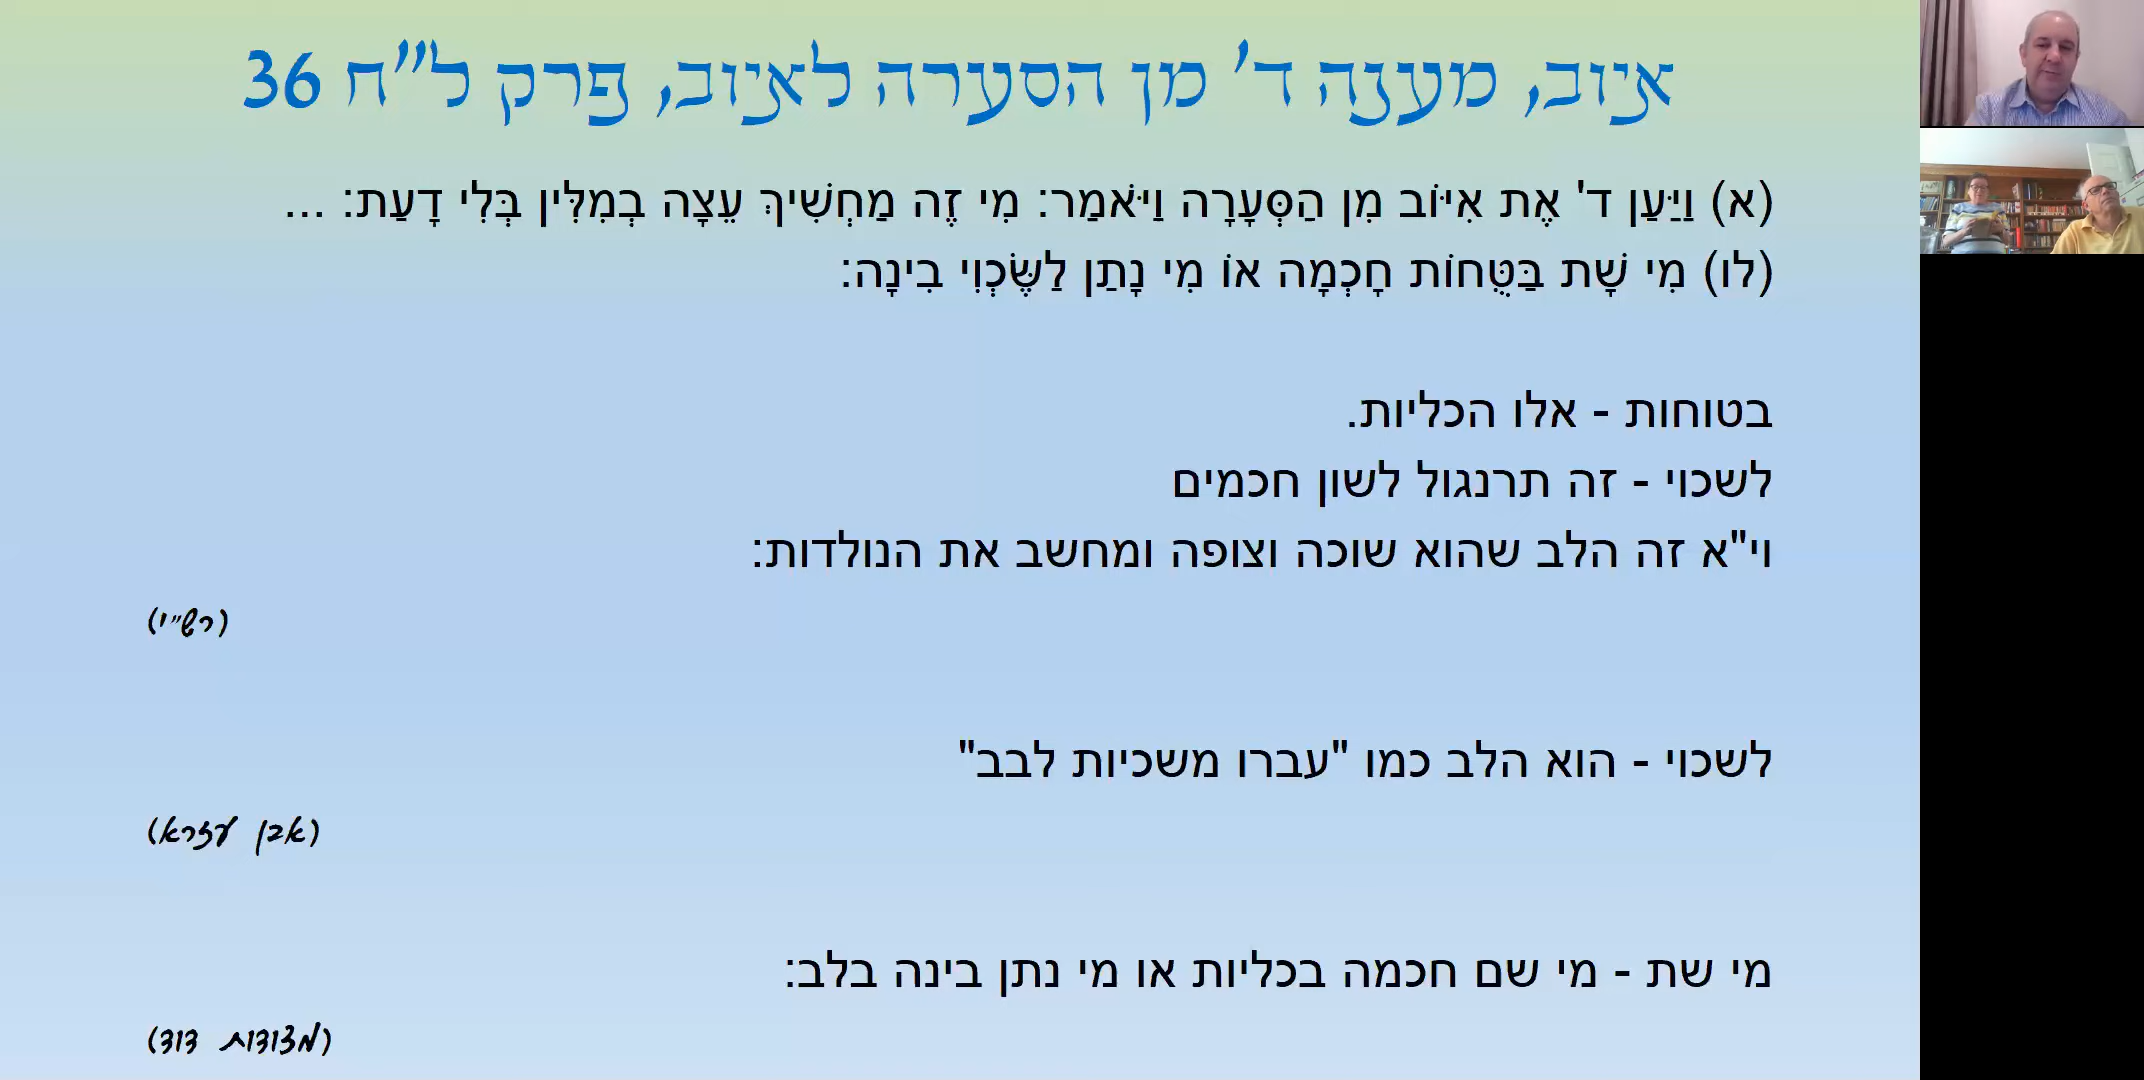 איוב, מענה ד' מן הסערה לאיוב, פרק ל"ח 36
(א) וַיַּעַן ד' אֶת אִיּוֹב מִן הַסְּעָרָה וַיֹּאמַר: מִי זֶה מַחְשִׁיךְ עֵצָה בְמִלִּין בְּלִי דָעַת: ...
(לו) מִי שָׁת בַּטֻּחוֹת חָכְמָה אוֹ מִי נָתַן לַשֶּׂכְוִי בִינָה:
בטוחות - אלו הכליות.
לשכוי - זה תרנגול לשון חכמים
וי"א זה הלב שהוא שוכה וצופה ומחשב את הנולדות:
(רש"י)
לשכוי - הוא הלב כמו "עברו משכיות לבב"
(אבן עזרא)
מי שת - מי שם חכמה בכליות או מי נתן בינה בלב:
(מצודות דוד)